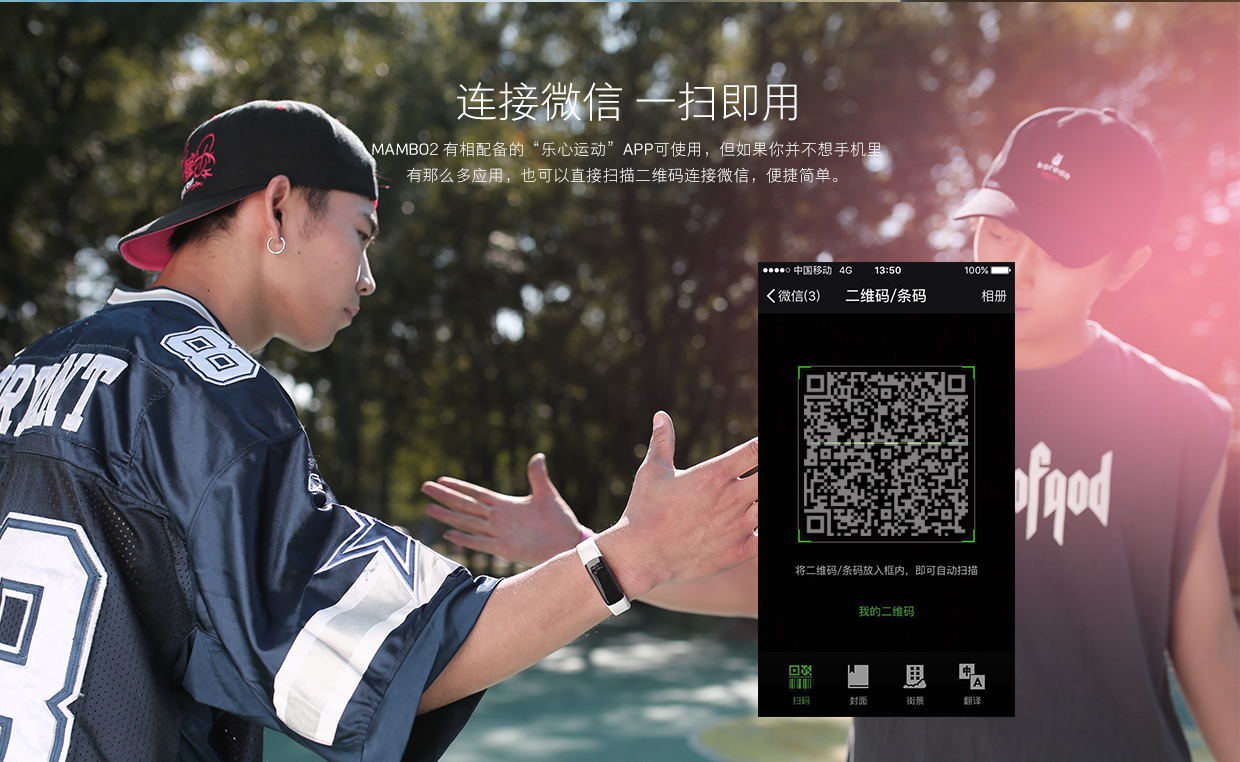 连接微信 一扫即用
MAMBO2 有相配备的“乐心运动”APP可使用，但如果你并不想手机里
有那么多应用，也可以直接扫描二维码连接微信，便捷简单。
中国移动 4G 13:50 100%
微信(3) 二维码/条码 相册
8
将二维码/条码放入框内，即可自动扫描
我的二维码
扫码 封面 街景 翻译
中 A
8